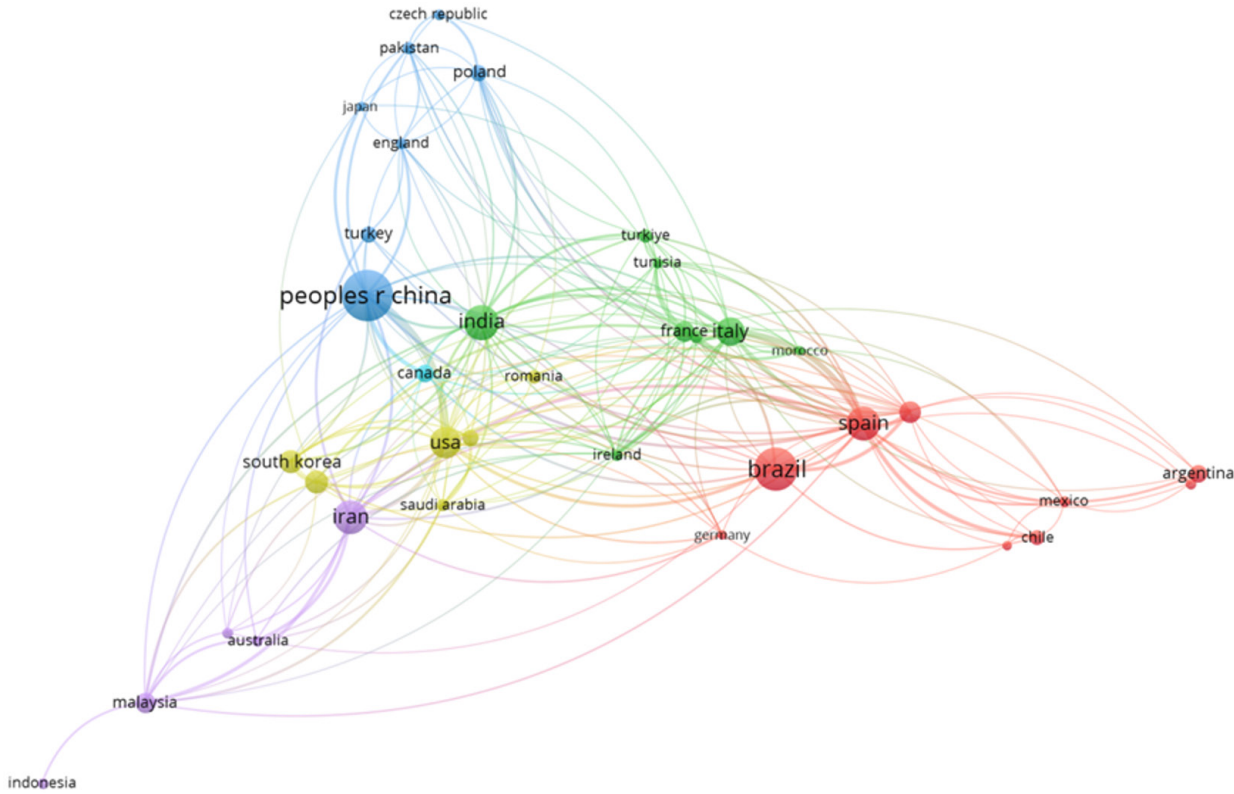 czech republic
pakistan
poland
japan
england
turkey
turkiye
tunisia
peoples r china
india
france
italy
morocco
canada
romania
spain
usa
ireland
south korea
brazil
argentina
saudi arabia
mexico
iran
germany
chile
australia
malaysia
indonesia